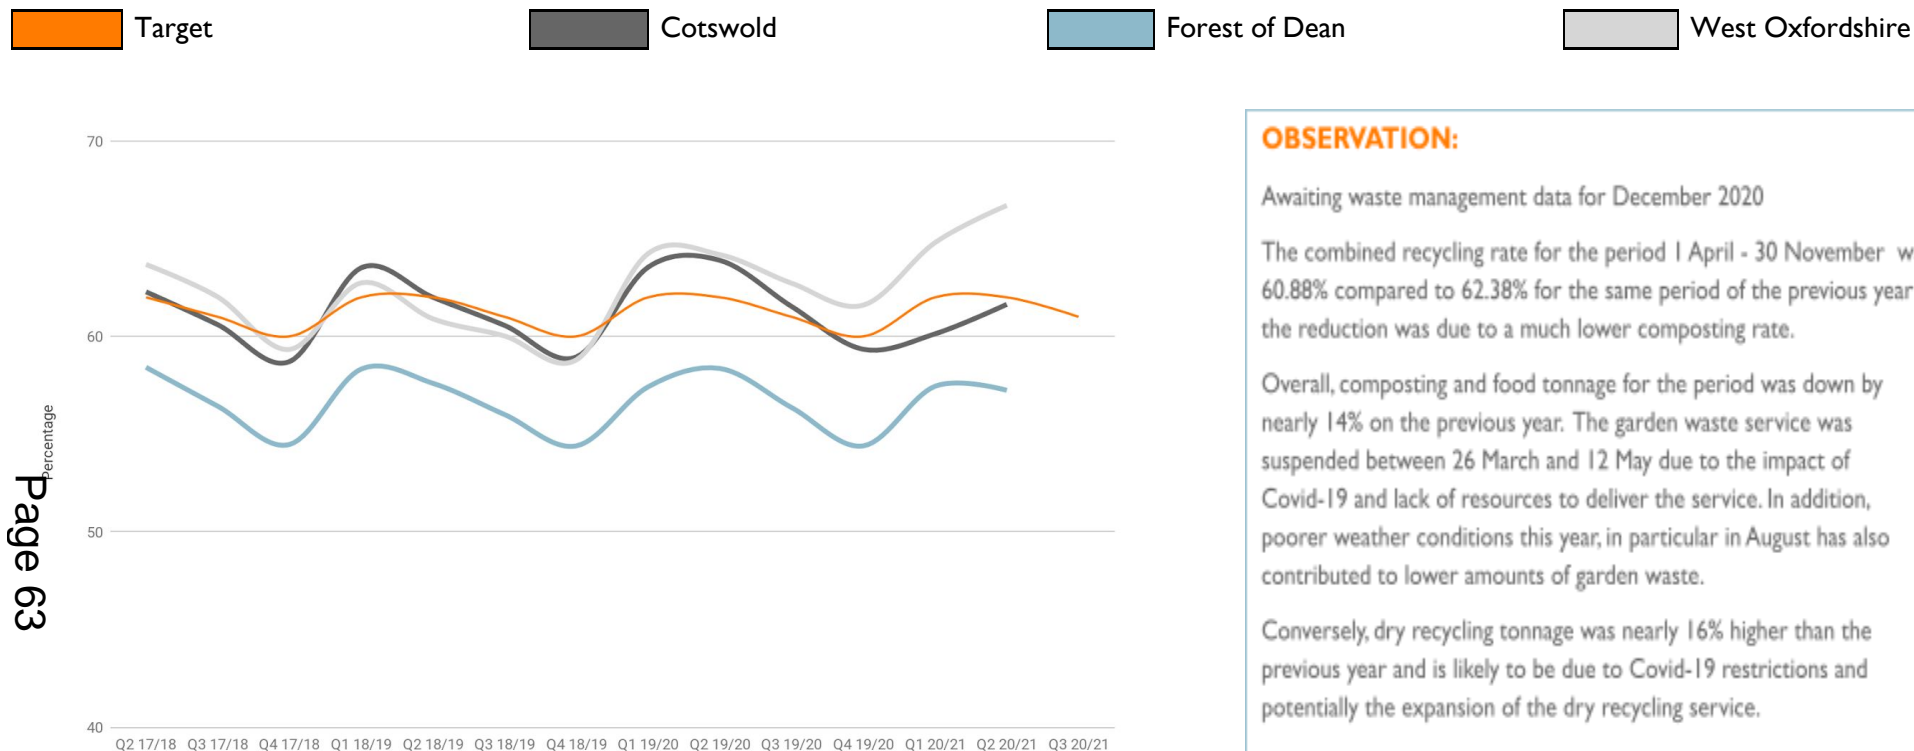 Target
Cotswold
Forest of Dean
West Oxfordshire
70
60
50
40
Percentage
Page 63
Q2 17/18 Q3 17/18 Q4 17/18 Q1 18/19 Q2 18/19 Q3 18/19 Q4 18/19 Q1 19/20 Q2 19/20 Q3 19/20 Q4 19/20 Q1 20/21 Q2 20/21 Q3 20/21
OBSERVATION:
Awaiting waste management data for December 2020
The combined recycling rate for the period 1 April - 30 November w
60.88% compared to 62.38% for the same period of the previous year
the reduction was due to a much lower composting rate.
Overall, composting and food tonnage for the period was down by
nearly 14% on the previous year. The garden waste service was
suspended between 26 March and 12 May due to the impact of
Covid-19 and lack of resources to deliver the service. In addition,
poorer weather conditions this year, in particular in August has also
contributed to lower amounts of garden waste.
Conversely, dry recycling tonnage was nearly 16% higher than the
previous year and is likely to be due to Covid-19 restrictions and
potentially the expansion of the dry recycling service.